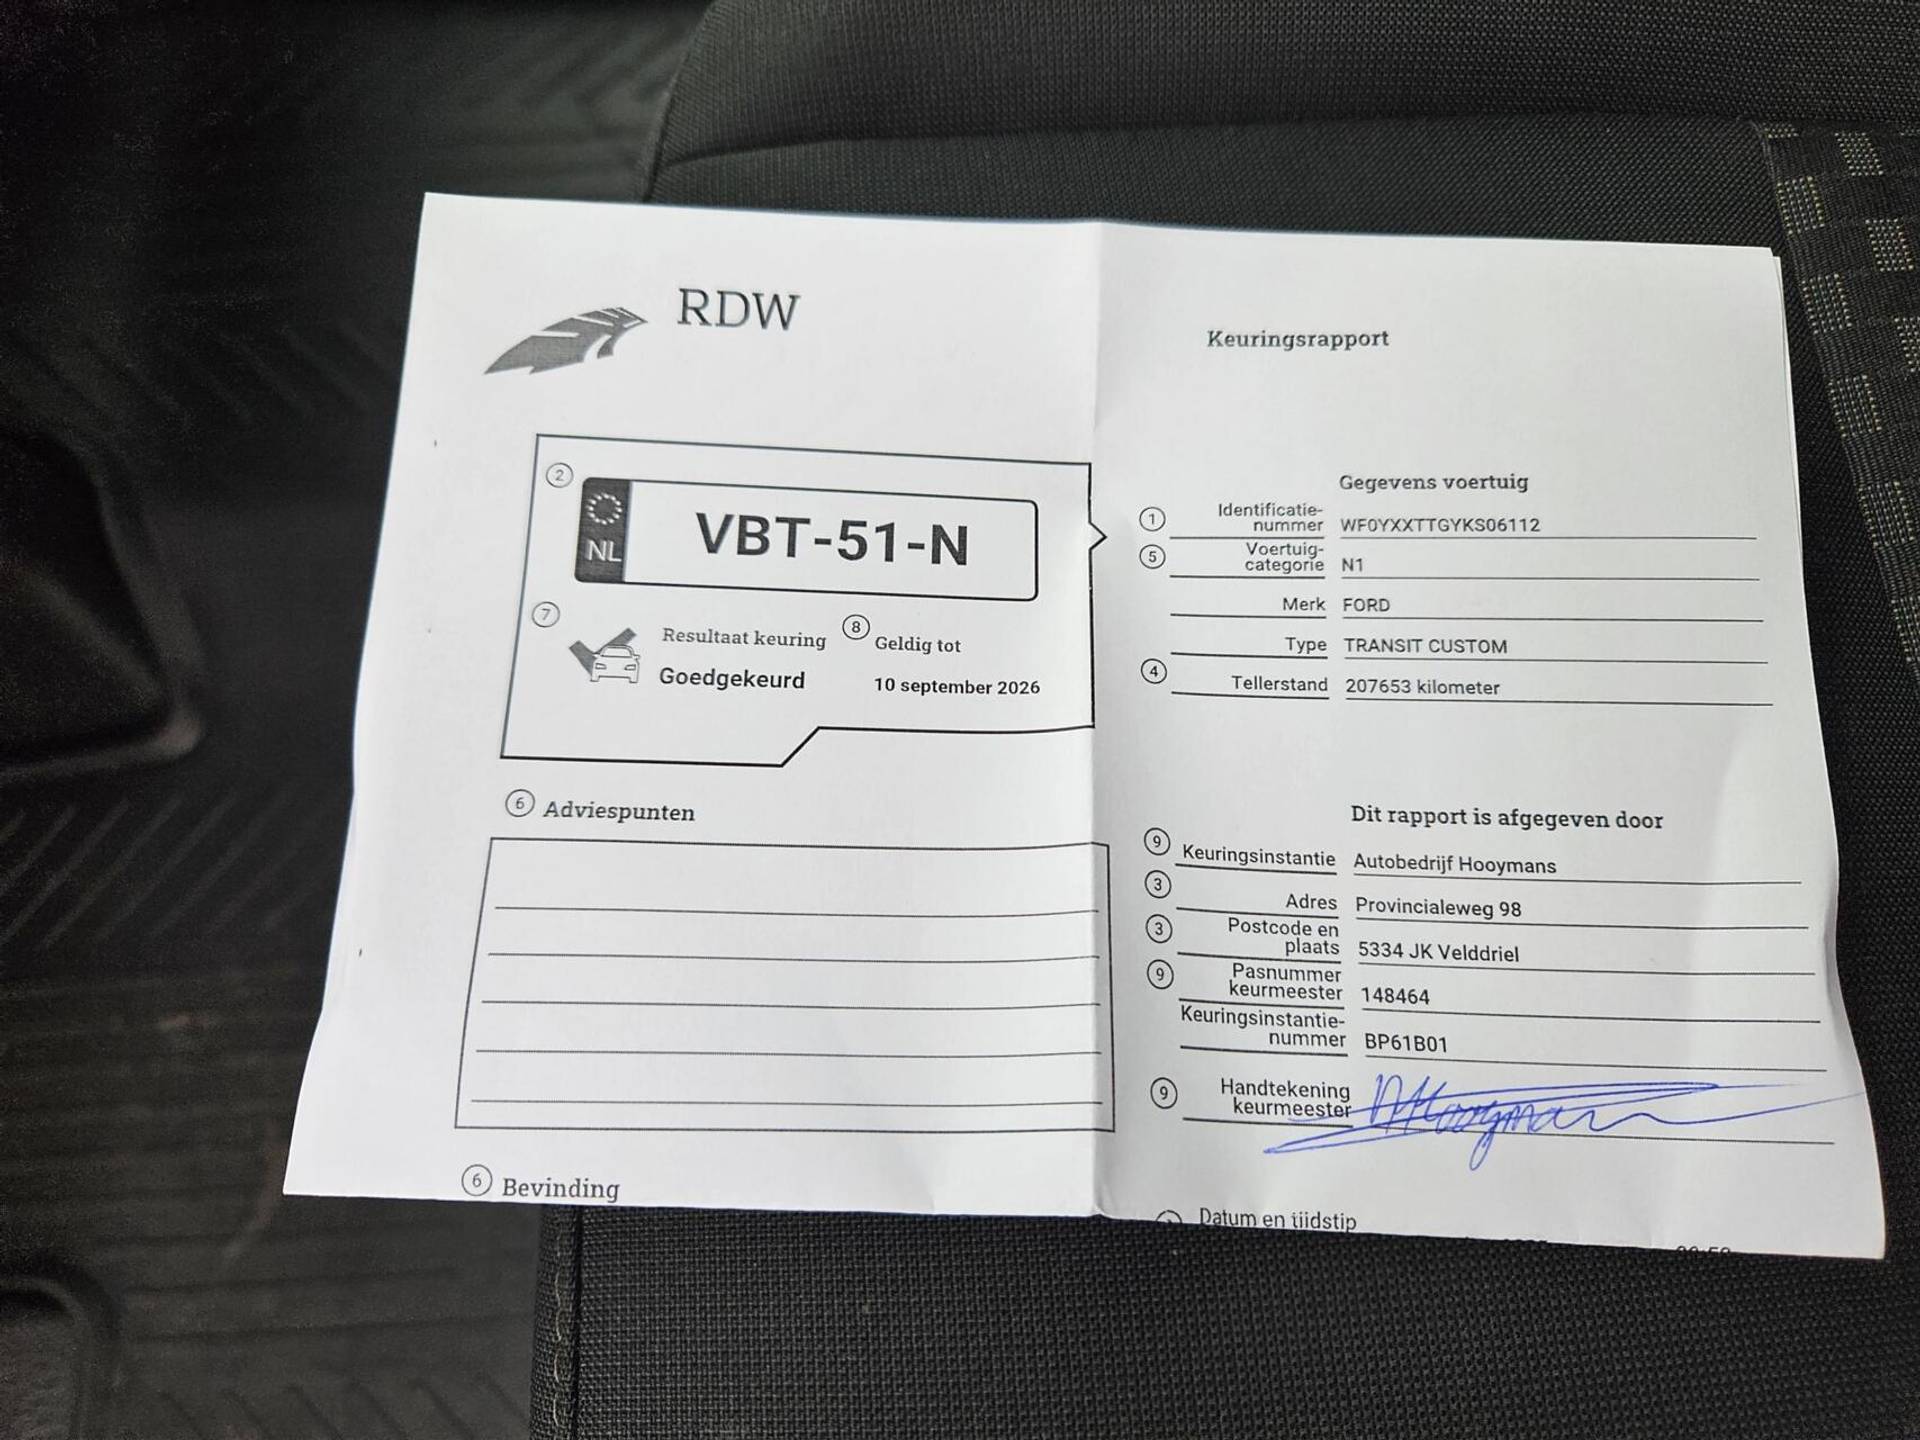 RDW
Keuringsrapport
2
NL
VBT-51-N
7
Resultaat keuring
Goedgekeurd
8
Geldig tot
10 september 2026
6 Adviespunten
6 Bevinding
Gegevens voertuig
1 Identificatie-
nummer WF0YXXTTGYKS06112
5 Voertuig-
categorie N1
Merk FORD
Type TRANSIT CUSTOM
4 Tellerstand 207653 kilometer
Dit rapport is afgegeven door
9 Keuringsinstantie Autobedrijf Hooymans
3 Adres Provincialeweg 98
3 Postcode en
plaats 5334 JK Velddriel
9 Pasnummer
keurmeester 148464
Keuringsinstantie-
nummer BP61B01
9 Handtekening
keurmeester
Datum en tijdstip